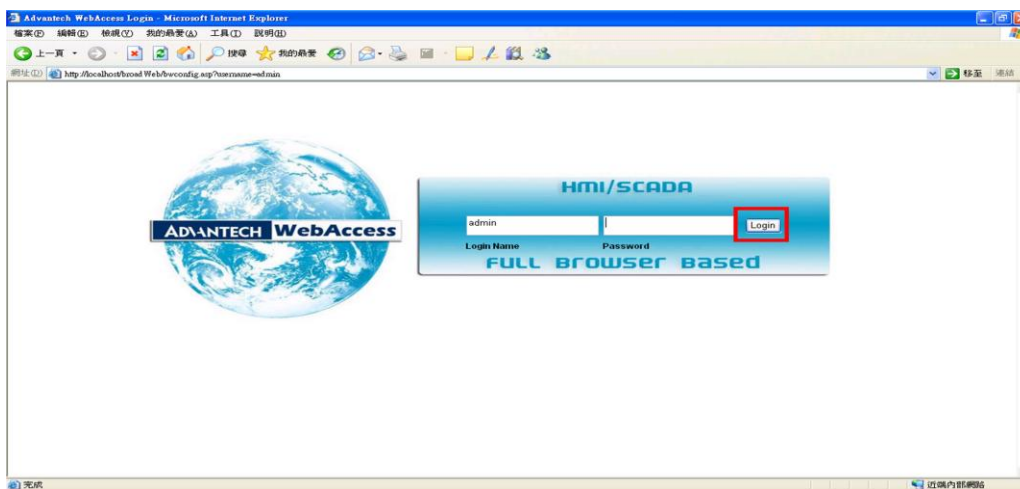 Advantech WebAccess Login - Microsoft Internet Explorer
檔案(F) 編輯(E) 檢視(V) 我的最愛(A) 工具(T) 說明(H)
上一頁 搜尋 我的最愛
網址(D) http://localhost/broadWeb/bwconfig.asp?username=admin 移至 連結
HMI/SCADA
ADVANTECH WebAccess
admin Login
Login Name Password
FULL Browser Based
完成 近端內部網路